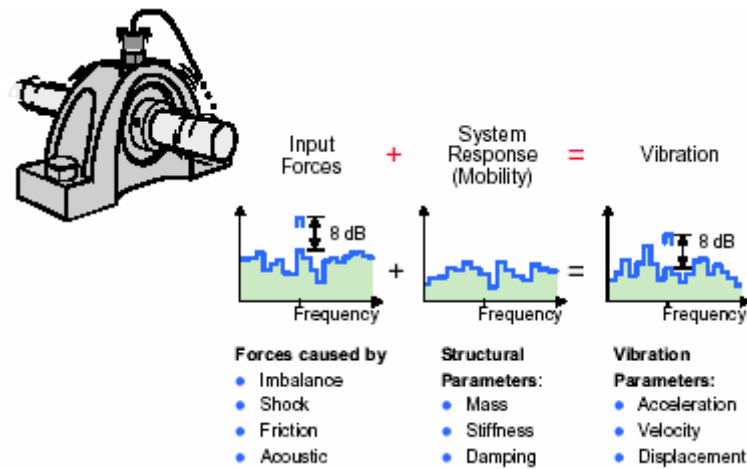 Input
Forces
+
System
Response
(Mobility)
=
Vibration
8 dB
+
=
8 dB
Frequency
Frequency
Frequency
Forces caused by
• Imbalance
• Shock
• Friction
• Acoustic
Structural
Parameters:
• Mass
• Stiffness
• Damping
Vibration
Parameters:
• Acceleration
• Velocity
• Displacement